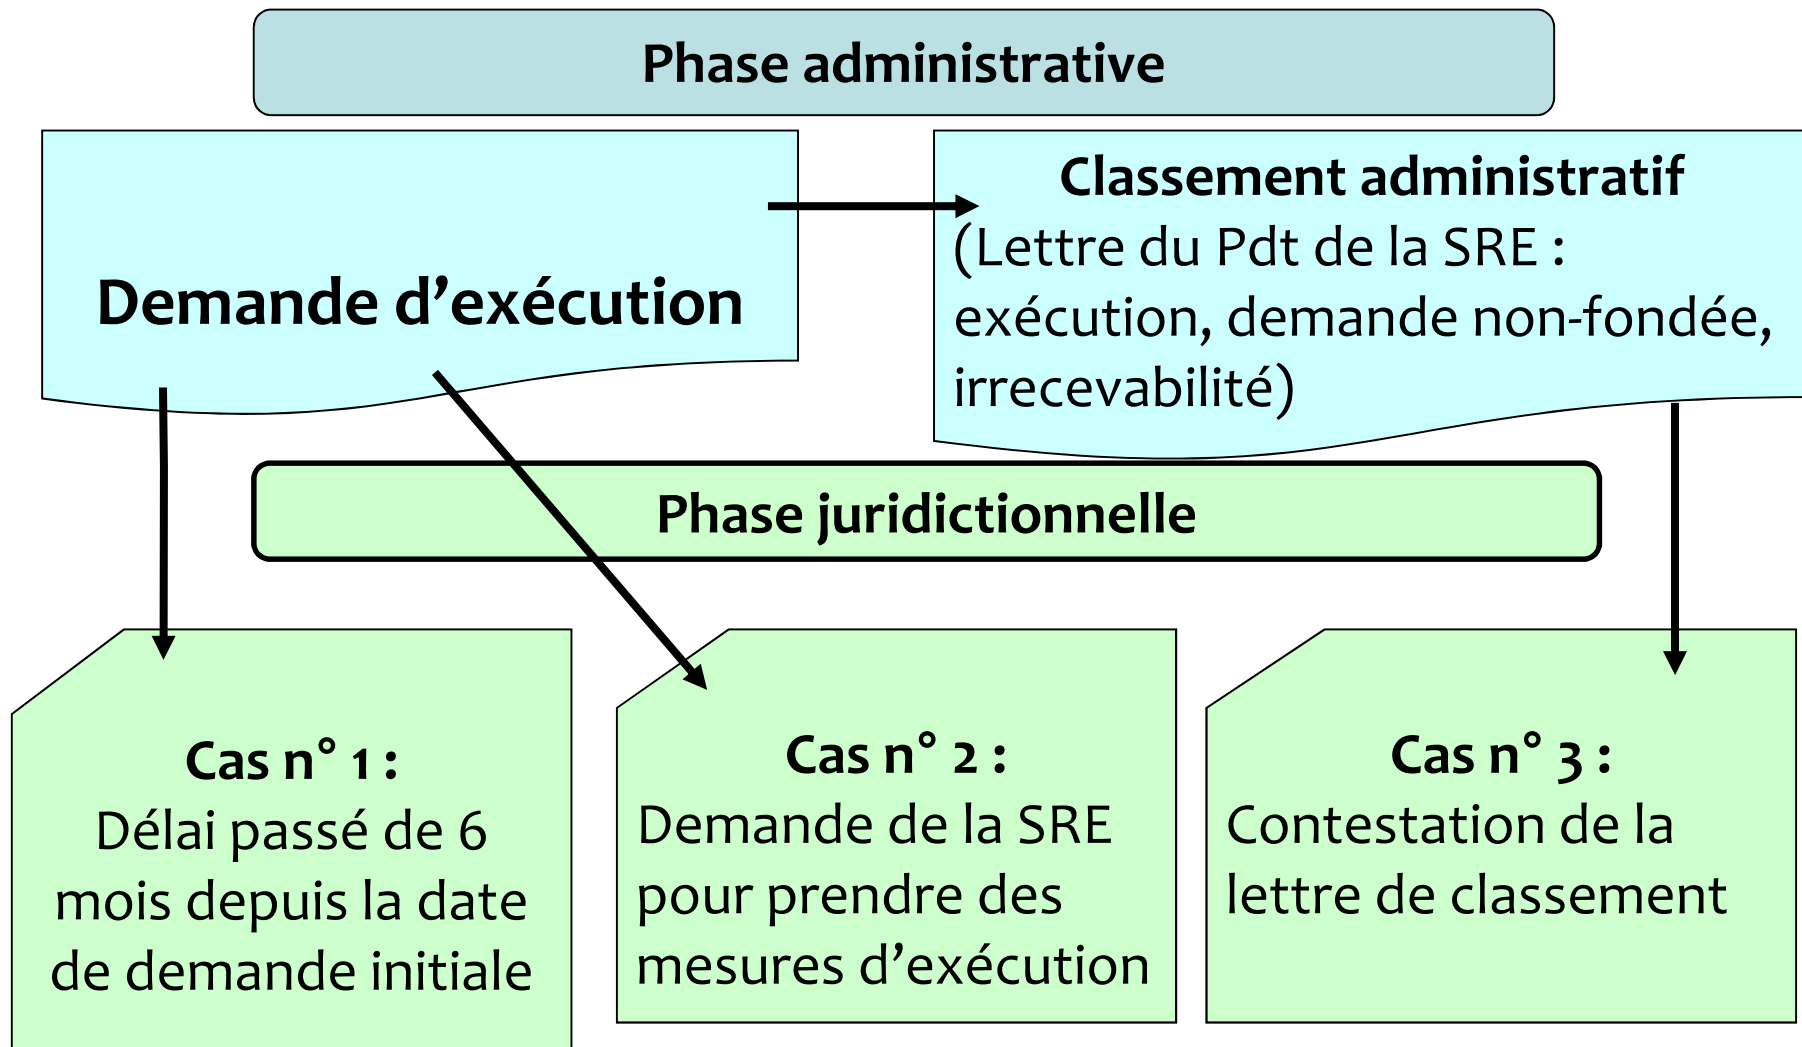 Phase administrative
Demande d’exécution
Classement administratif
(Lettre du Pdt de la SRE :
exécution, demande non-fondée,
irrecevabilité)
Phase juridictionnelle
Cas n° 1 :
Délai passé de 6
mois depuis la date
de demande initiale
Cas n° 2 :
Demande de la SRE
pour prendre des
mesures d’exécution
Cas n° 3 :
Contestation de la
lettre de classement